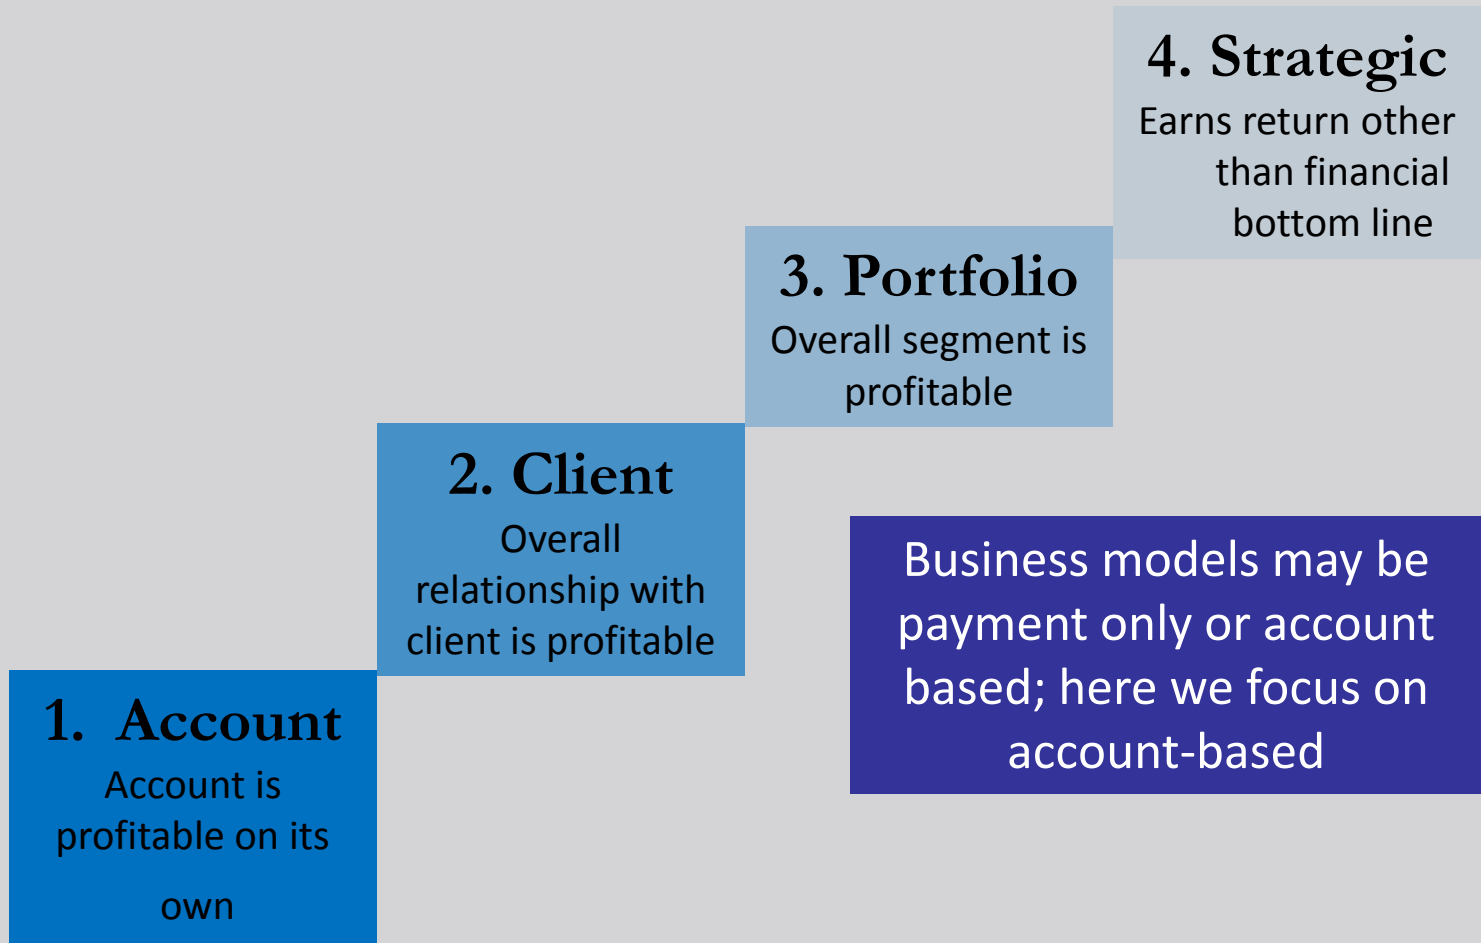 1. Account
Account is
profitable on its
own
2. Client
Overall
relationship with
client is profitable
3. Portfolio
Overall segment is
profitable
4. Strategic
Earns return other
than financial
bottom line
Business models may be
payment only or account
based; here we focus on
account-based